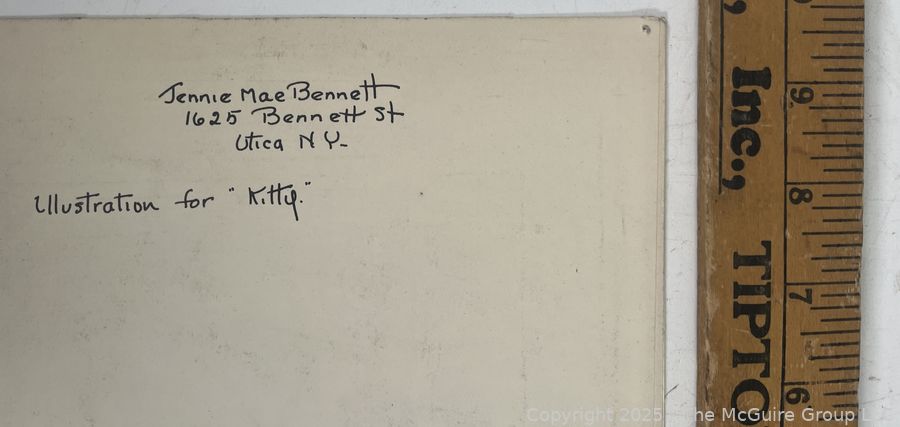 Jennie Mae Bennett
1625 Bennett St
Utica N Y-
Illustration for "Kitty."
Inc.,
TIPTO
9
8
7
6
Copyright 2025 The McGuire Group L